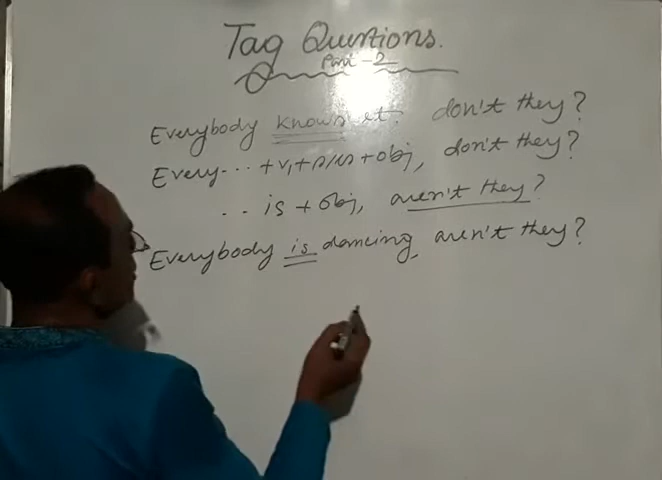 Tag Questions.
Part-2
Everybody knows it. don't they?
Every... + v₁ + s/es + obj, don't they?
.. is + obj, aren't they?
Everybody is dancing, aren't they?